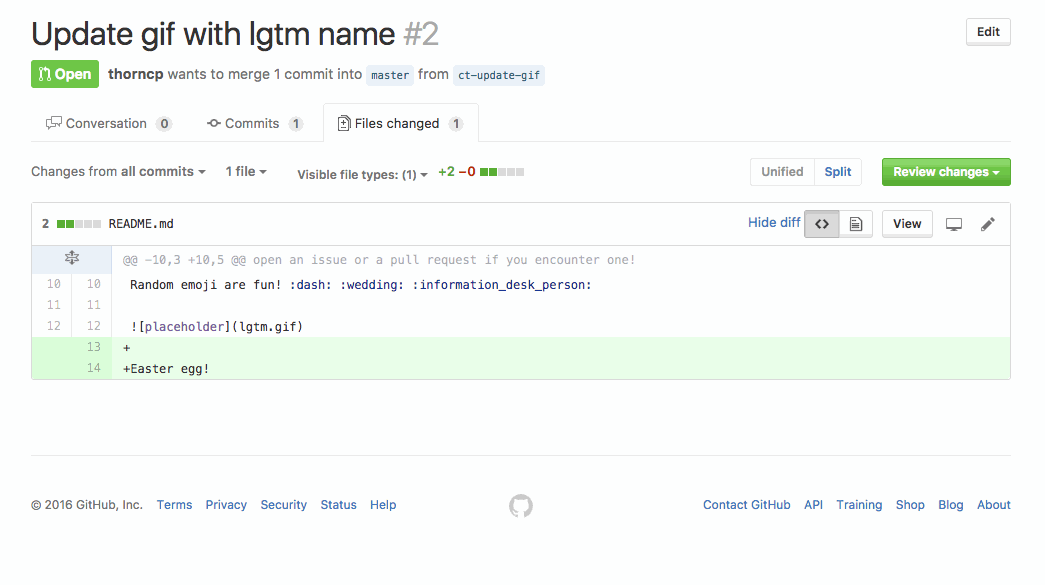 Update gif with lgtm name #2
Edit
Open thorncp wants to merge 1 commit into master from ct-update-gif
Conversation 0 Commits 1 Files changed 1
Changes from all commits 1 file Visible file types: (1) +2 −0 Unified Split Review changes
2 README.md Hide diff <> View
@@ -10,3 +10,5 @@ open an issue or a pull request if you encounter one!
10 10 Random emoji are fun! :dash: :wedding: :information_desk_person:
11 11
12 12 ![placeholder](lgtm.gif)
13 +
14 +Easter egg!
© 2016 GitHub, Inc. Terms Privacy Security Status Help Contact GitHub API Training Shop Blog About